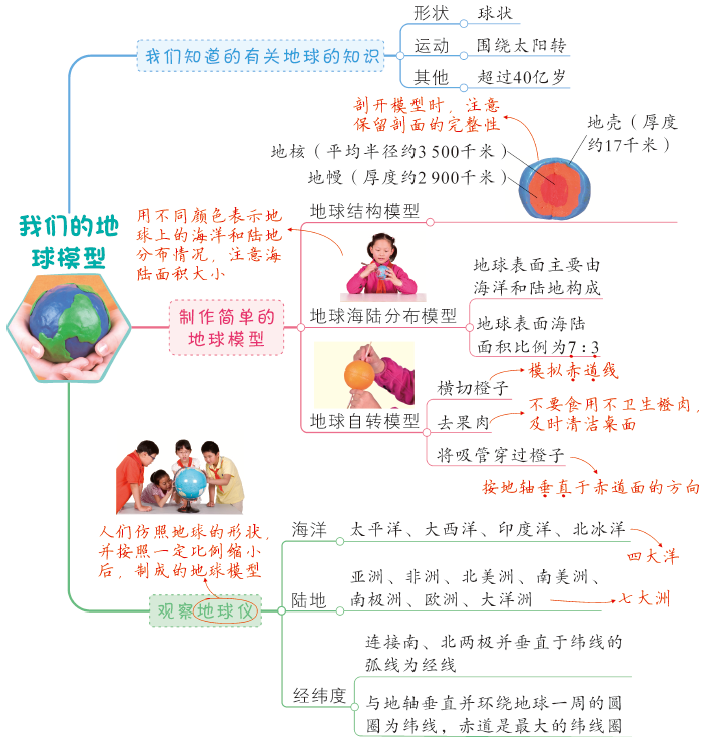 我们的地
球模型
我们知道的有关地球的知识
形状
球状
运动
围绕太阳转
其他
超过40亿岁
制作简单的
地球模型
剖开模型时，注意
保留剖面的完整性
地壳（厚度
约17千米）
地核（平均半径约3 500千米）
地幔（厚度约2 900千米）
地球结构模型
用不同颜色表示地
球上的海洋和陆地
分布情况，注意海
陆面积大小
地球海陆分布模型
地球表面主要由
海洋和陆地构成
地球表面海陆
面积比例为7：3
地球自转模型
横切橙子
模拟赤道线
去果肉
不要食用不卫生橙肉，
及时清洁桌面
将吸管穿过橙子
按地轴垂直于赤道面的方向
观察地球仪
人们仿照地球的形状，
并按照一定比例缩小
后，制成的地球模型
海洋
太平洋、大西洋、印度洋、北冰洋
四大洋
陆地
亚洲、非洲、北美洲、南美洲、
南极洲、欧洲、大洋洲
七大洲
经纬度
连接南、北两极并垂直于纬线的
弧线为经线
与地轴垂直并环绕地球一周的圆
圈为纬线，赤道是最大的纬线圈